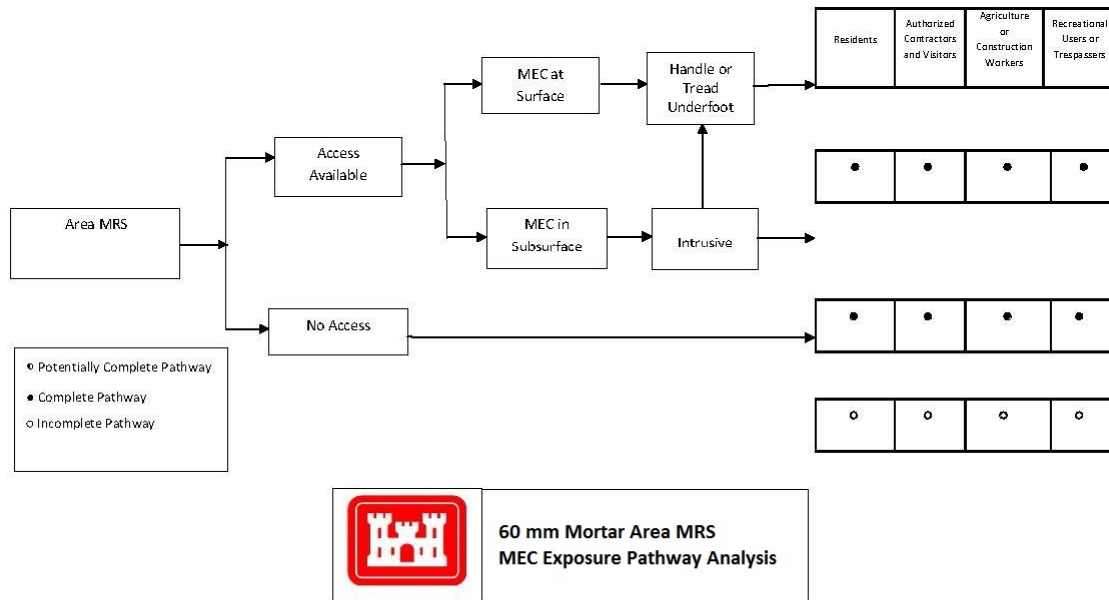 Residents
Authorized
Contractors
and Visitors
Agriculture
or
Construction
Workers
Recreational
Users or
Trespassers
MEC at
Surface
Handle or
Tread
Underfoot
Access
Available
Area MRS
MEC in
Subsurface
Intrusive
No Access
Potentially Complete Pathway
Complete Pathway
Incomplete Pathway
60 mm Mortar Area MRS
MEC Exposure Pathway Analysis